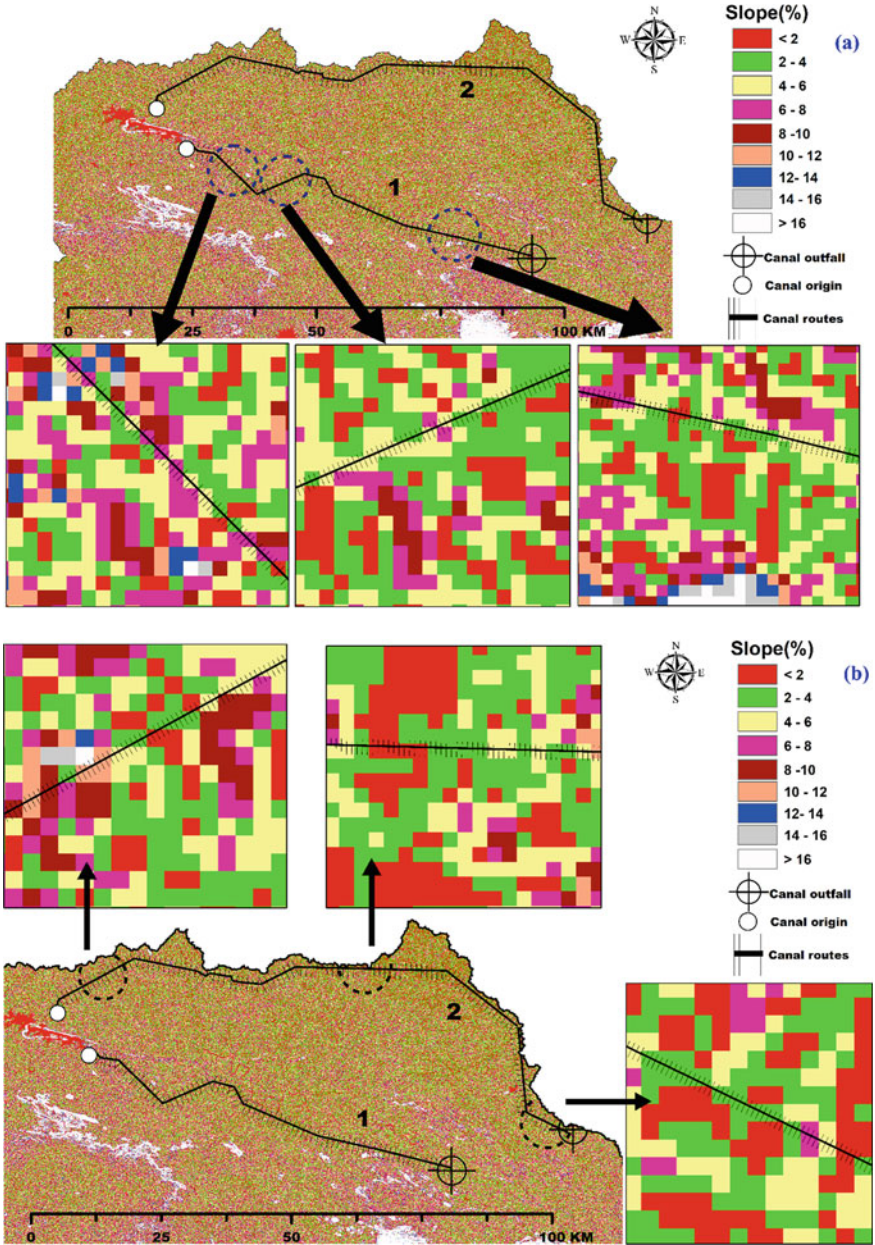 N
W E
S
Slope(%)
(a)
< 2
2 - 4
4 - 6
6 - 8
8 -10
10 - 12
12- 14
14 - 16
> 16
Canal outfall
Canal origin
Canal routes
2
1
0 25 50 100 KM
N
W E
S
Slope(%)
(b)
< 2
2 - 4
4 - 6
6 - 8
8 -10
10 - 12
12- 14
14 - 16
> 16
Canal outfall
Canal origin
Canal routes
2
1
0 25 50 100 KM